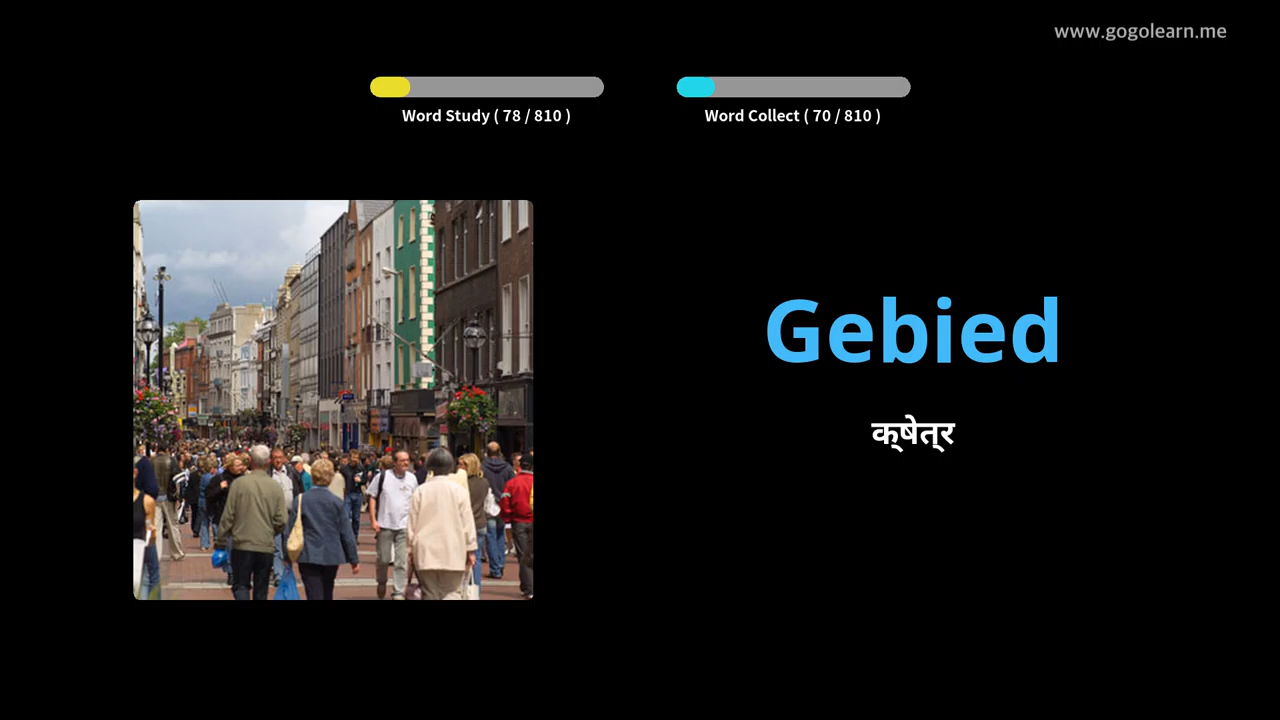 www.gogolearn.me
Word Study ( 78 / 810 )
Word Collect ( 70 / 810 )
Gebied
क्षेत्र